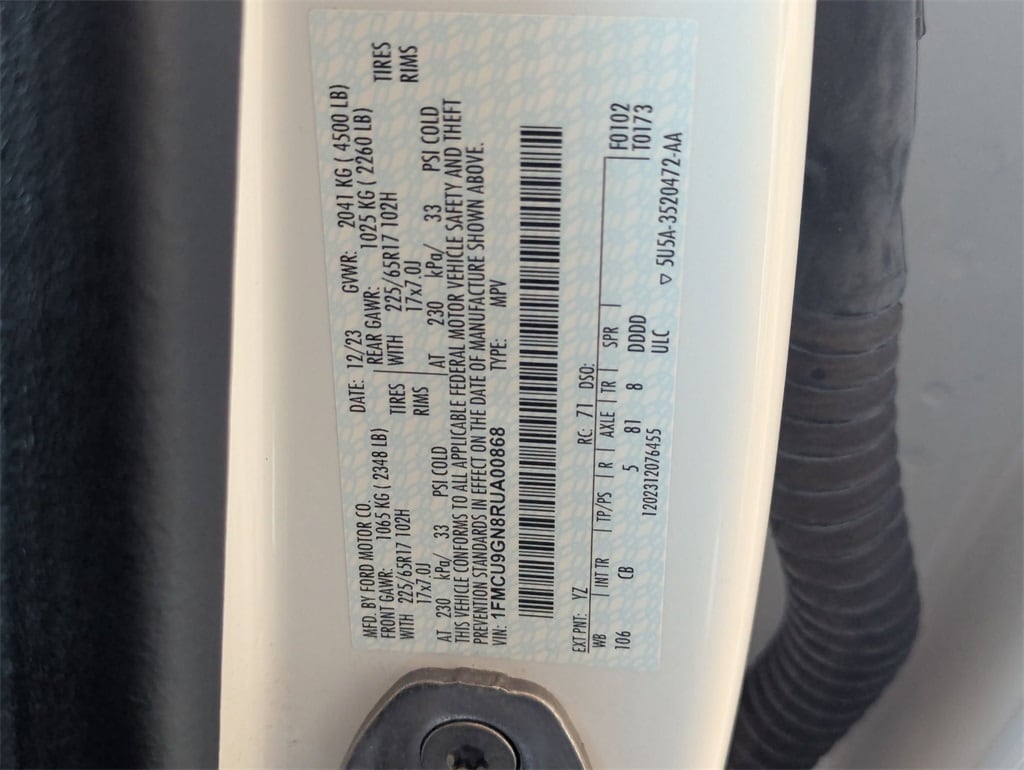 MFD. BY FORD MOTOR CO. DATE: 12/23 GVWR: 2041 KG ( 4500 LB)
FRONT GAWR: 1065 KG ( 2348 LB) REAR GAWR: 1025 KG ( 2260 LB)
WITH 225/65R17 102H TIRES WITH 225/65R17 102H TIRES
17x7.0J RIMS 17x7.0J RIMS
AT 230 kPa/ 33 PSI COLD AT 230 kPa/ 33 PSI COLD
THIS VEHICLE CONFORMS TO ALL APPLICABLE FEDERAL MOTOR VEHICLE SAFETY AND THEFT
PREVENTION STANDARDS IN EFFECT ON THE DATE OF MANUFACTURE SHOWN ABOVE.
VIN: 1FMCU9GN8RUA00868 TYPE: MPV
EXT PNT: YZ RC: 71 DSO:
WB INT TR TP/PS R AXLE TR SPR F0102
106 CB 5 81 8 DDDD T0173
ULC
1202312076455 ▽ 5U5A-3520472-AA